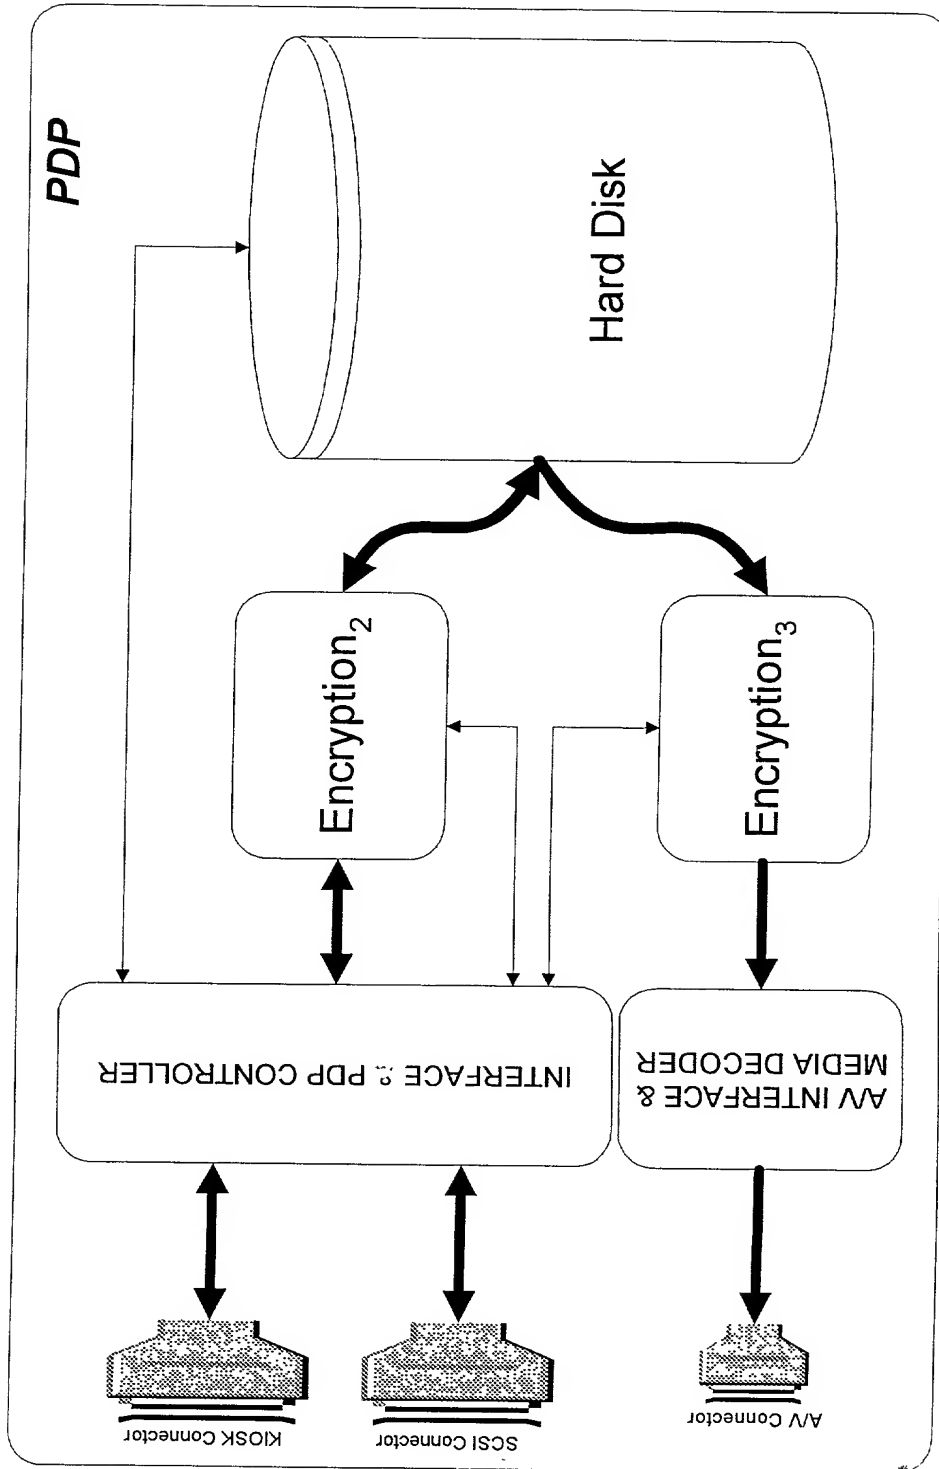 PDP
Hard Disk
Encryption2
Encryption3
INTERFACE & PDP CONTROLLER
A/V INTERFACE &
MEDIA DECODER
KIOSK Connector
SCSI Connector
A/V Connector